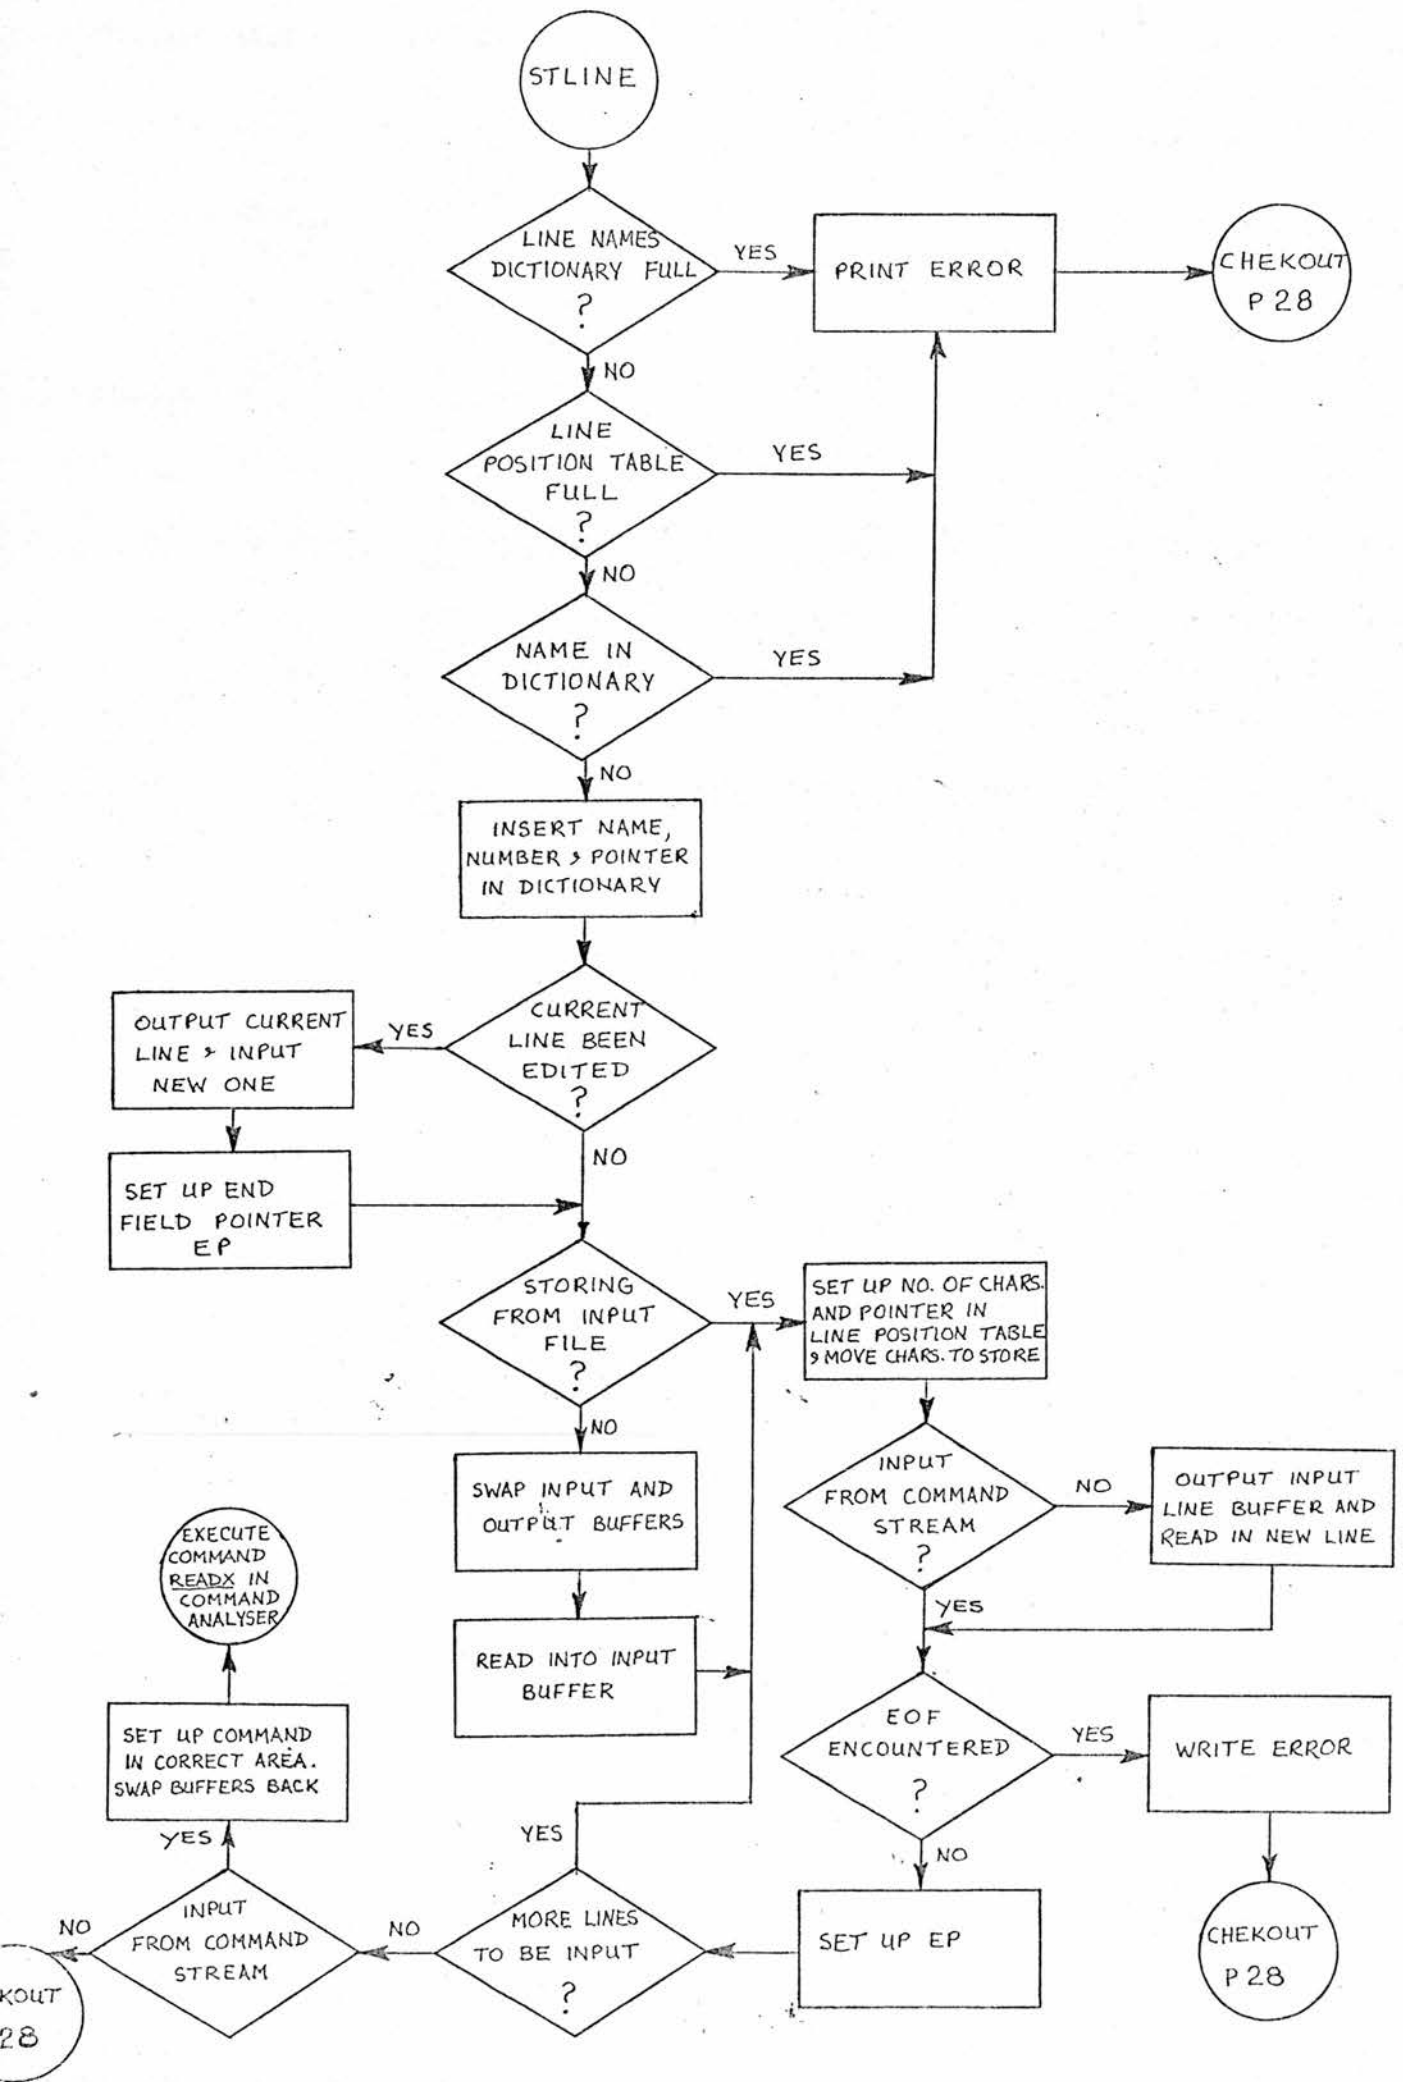 STLINE
LINE NAMES
DICTIONARY FULL
?
YES
PRINT ERROR
CHEKOUT
P 28
NO
LINE
POSITION TABLE
FULL
?
YES
NO
NAME IN
DICTIONARY
?
YES
NO
INSERT NAME,
NUMBER & POINTER
IN DICTIONARY
CURRENT
LINE BEEN
EDITED
?
YES
OUTPUT CURRENT
LINE & INPUT
NEW ONE
NO
SET UP END
FIELD POINTER
EP
STORING
FROM INPUT
FILE
?
YES
SET UP NO. OF CHARS.
AND POINTER IN
LINE POSITION TABLE
& MOVE CHARS. TO STORE
NO
SWAP INPUT AND
OUTPUT BUFFERS
INPUT
FROM COMMAND
STREAM
?
NO
OUTPUT INPUT
LINE BUFFER AND
READ IN NEW LINE
YES
EXECUTE
COMMAND
READX IN
COMMAND
ANALYSER
READ INTO INPUT
BUFFER
EOF
ENCOUNTERED
?
YES
WRITE ERROR
SET UP COMMAND
IN CORRECT AREA.
SWAP BUFFERS BACK
YES
YES
NO
INPUT
FROM COMMAND
STREAM
NO
NO
MORE LINES
TO BE INPUT
?
SET UP EP
CHEKOUT
P 28
KOUT
28